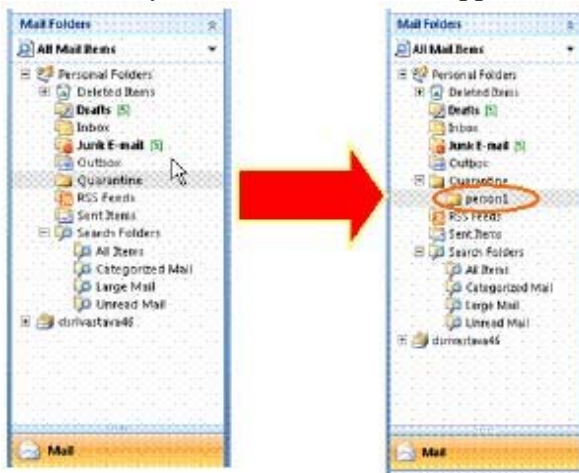 Mail Folders
All Mail Items
Personal Folders
Deleted Items
Drafts [5]
Inbox
Junk E-mail [5]
Outbox
Quarantine
RSS Feeds
Sent Items
Search Folders
All Items
Categorized Mail
Large Mail
Unread Mail
dsrivastava46
Mail
Mail Folders
All Mail Items
Personal Folders
Deleted Items
Drafts [5]
Inbox
Junk E-mail [5]
Outbox
Quarantine
person1
RSS Feeds
Sent Items
Search Folders
All Items
Categorized Mail
Large Mail
Unread Mail
dsrivastava46
Mail